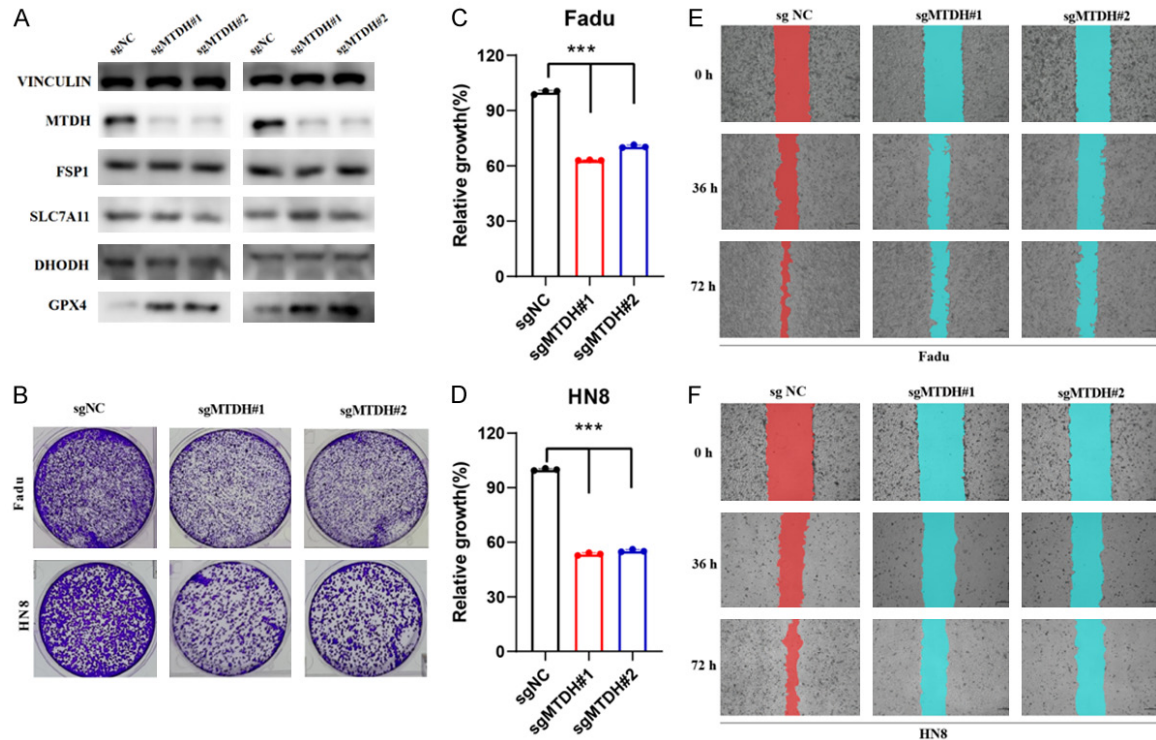 A
sgNC sgMTDH#1 sgMTDH#2 sgNC sgMTDH#1 sgMTDH#2
VINCULIN
MTDH
FSP1
SLC7A11
DHODH
GPX4
B
sgNC sgMTDH#1 sgMTDH#2
Fadu
HN8
C
Fadu
***
Relative growth(%)
120
90
60
30
0
sgNC sgMTDH#1 sgMTDH#2
D
HN8
***
Relative growth(%)
120
90
60
30
0
sgNC sgMTDH#1 sgMTDH#2
E
sg NC sgMTDH#1 sgMTDH#2
0 h
36 h
72 h
Fadu
F
sg NC sgMTDH#1 sgMTDH#2
0 h
36 h
72 h
HN8